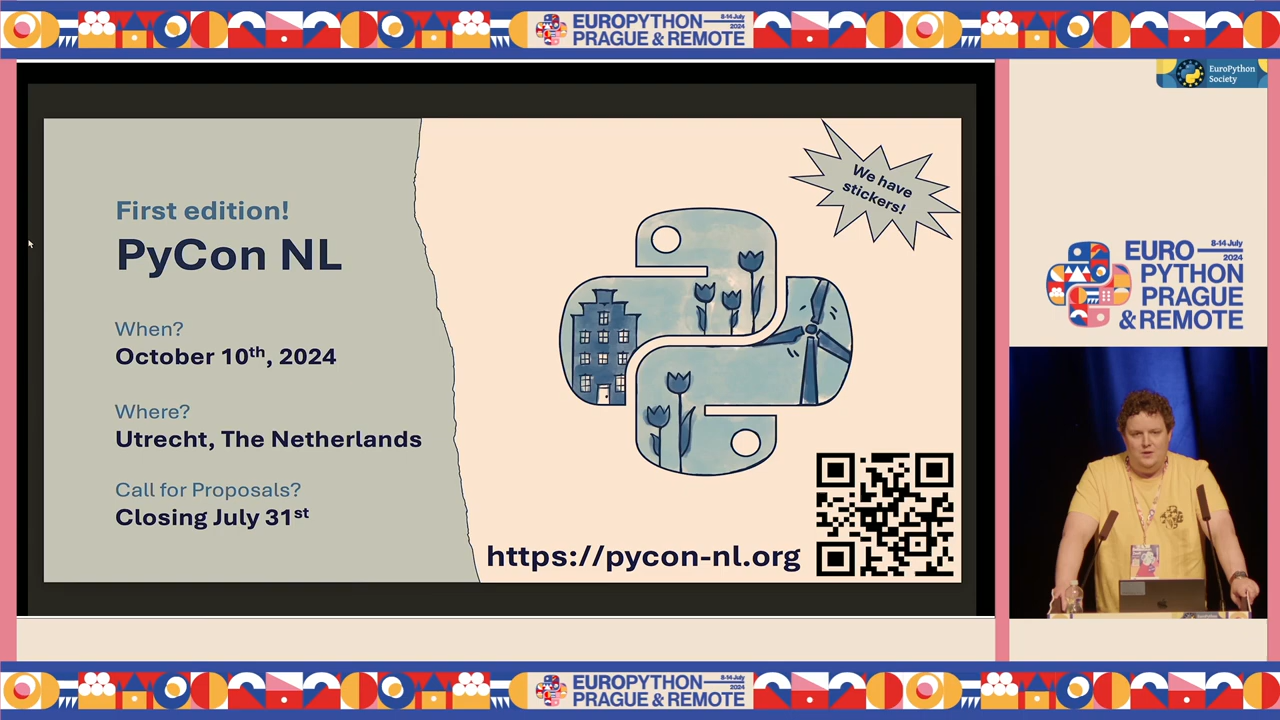 EUROPYTHON
8-14 July
2024
PRAGUE & REMOTE
EuroPython
Society
First edition!
PyCon NL
When?
October 10th, 2024
Where?
Utrecht, The Netherlands
Call for Proposals?
Closing July 31st
We have
stickers!
https://pycon-nl.org
EURO
8-14 July
2024
PYTHON
PRAGUE
& REMOTE
EUROPYTHON
8-14 July
2024
PRAGUE & REMOTE